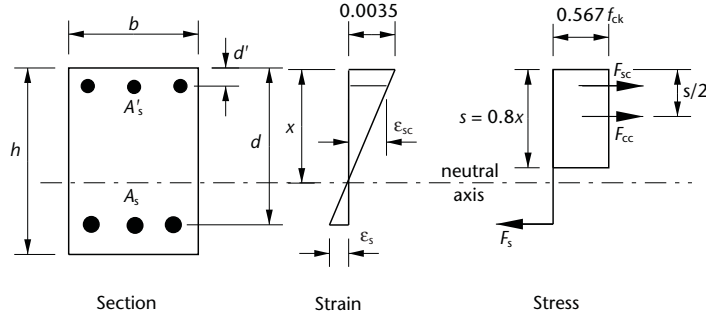 b
d'
h
A's
As
d
Section
0.0035
x
εsc
εs
Strain
neutral
axis
0.567 fck
s = 0.8x
Fsc
Fcc
s/2
Fs
Stress